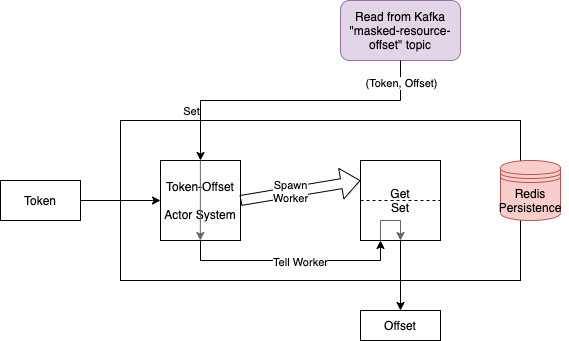 Read from Kafka
"masked-resource-
offset" topic
(Token, Offset)
Set
Token
Token-Offset
Actor System
Spawn
Worker
Get
Set
Redis
Persistence
Tell Worker
Offset